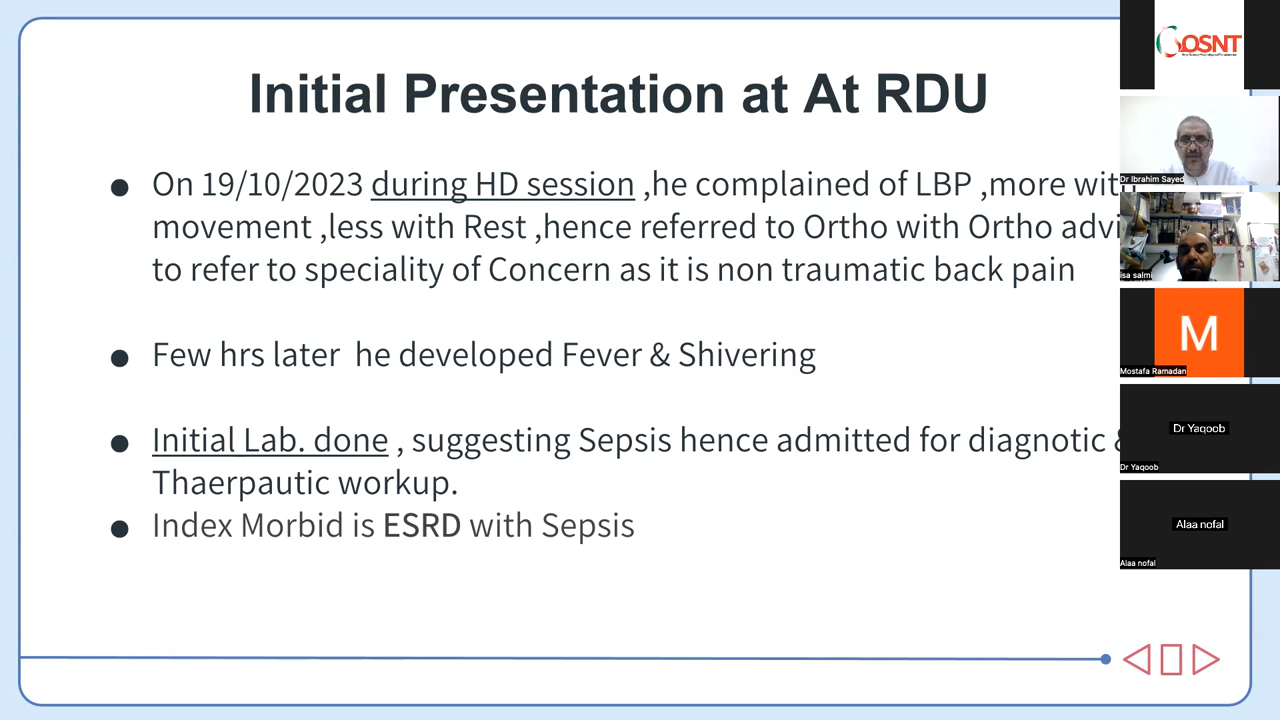 Initial Presentation at At RDU
On 19/10/2023 during HD session ,he complained of LBP ,more with
movement ,less with Rest ,hence referred to Ortho with Ortho advi
to refer to speciality of Concern as it is non traumatic back pain
Few hrs later he developed Fever & Shivering
Initial Lab. done , suggesting Sepsis hence admitted for diagnotic &
Thaerpautic workup.
Index Morbid is ESRD with Sepsis
OSNT
Dr Ibrahim Sayed
isa salmi
M
Mostafa Ramadan
Dr Yaqoob
Dr Yaqoob
Alaa nofal
Alaa nofal